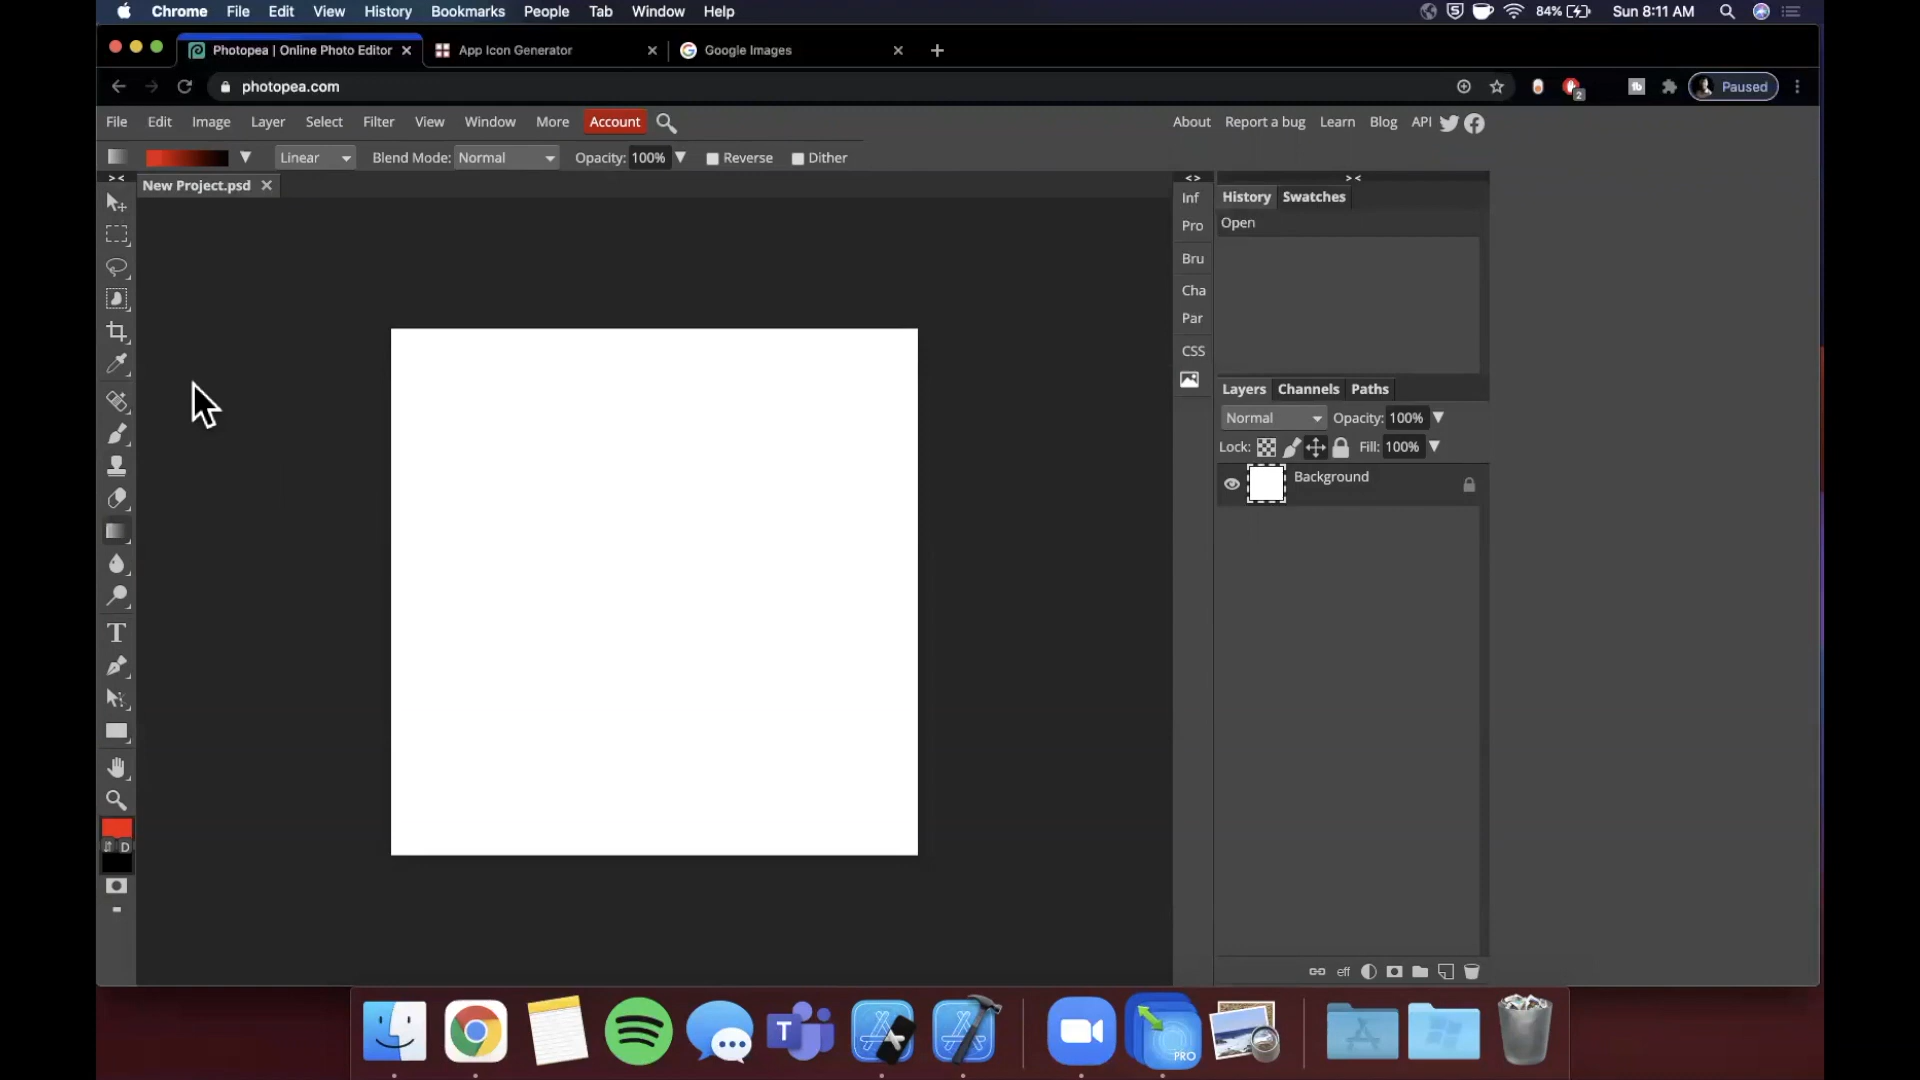 Chrome File Edit View History Bookmarks People Tab Window Help 84% Sun 8:11 AM
Photopea | Online Photo Editor App Icon Generator Google Images
photopea.com 2 Paused
File Edit Image Layer Select Filter View Window More Account About Report a bug Learn Blog API
Linear Blend Mode: Normal Opacity: 100% Reverse Dither
> < < > > <
New Project.psd
Inf
History Swatches
Open
Pro
Bru
Cha
Par
CSS
Layers Channels Paths
Normal Opacity: 100%
Lock: Fill: 100%
Background
T
D
eff
T
PRO